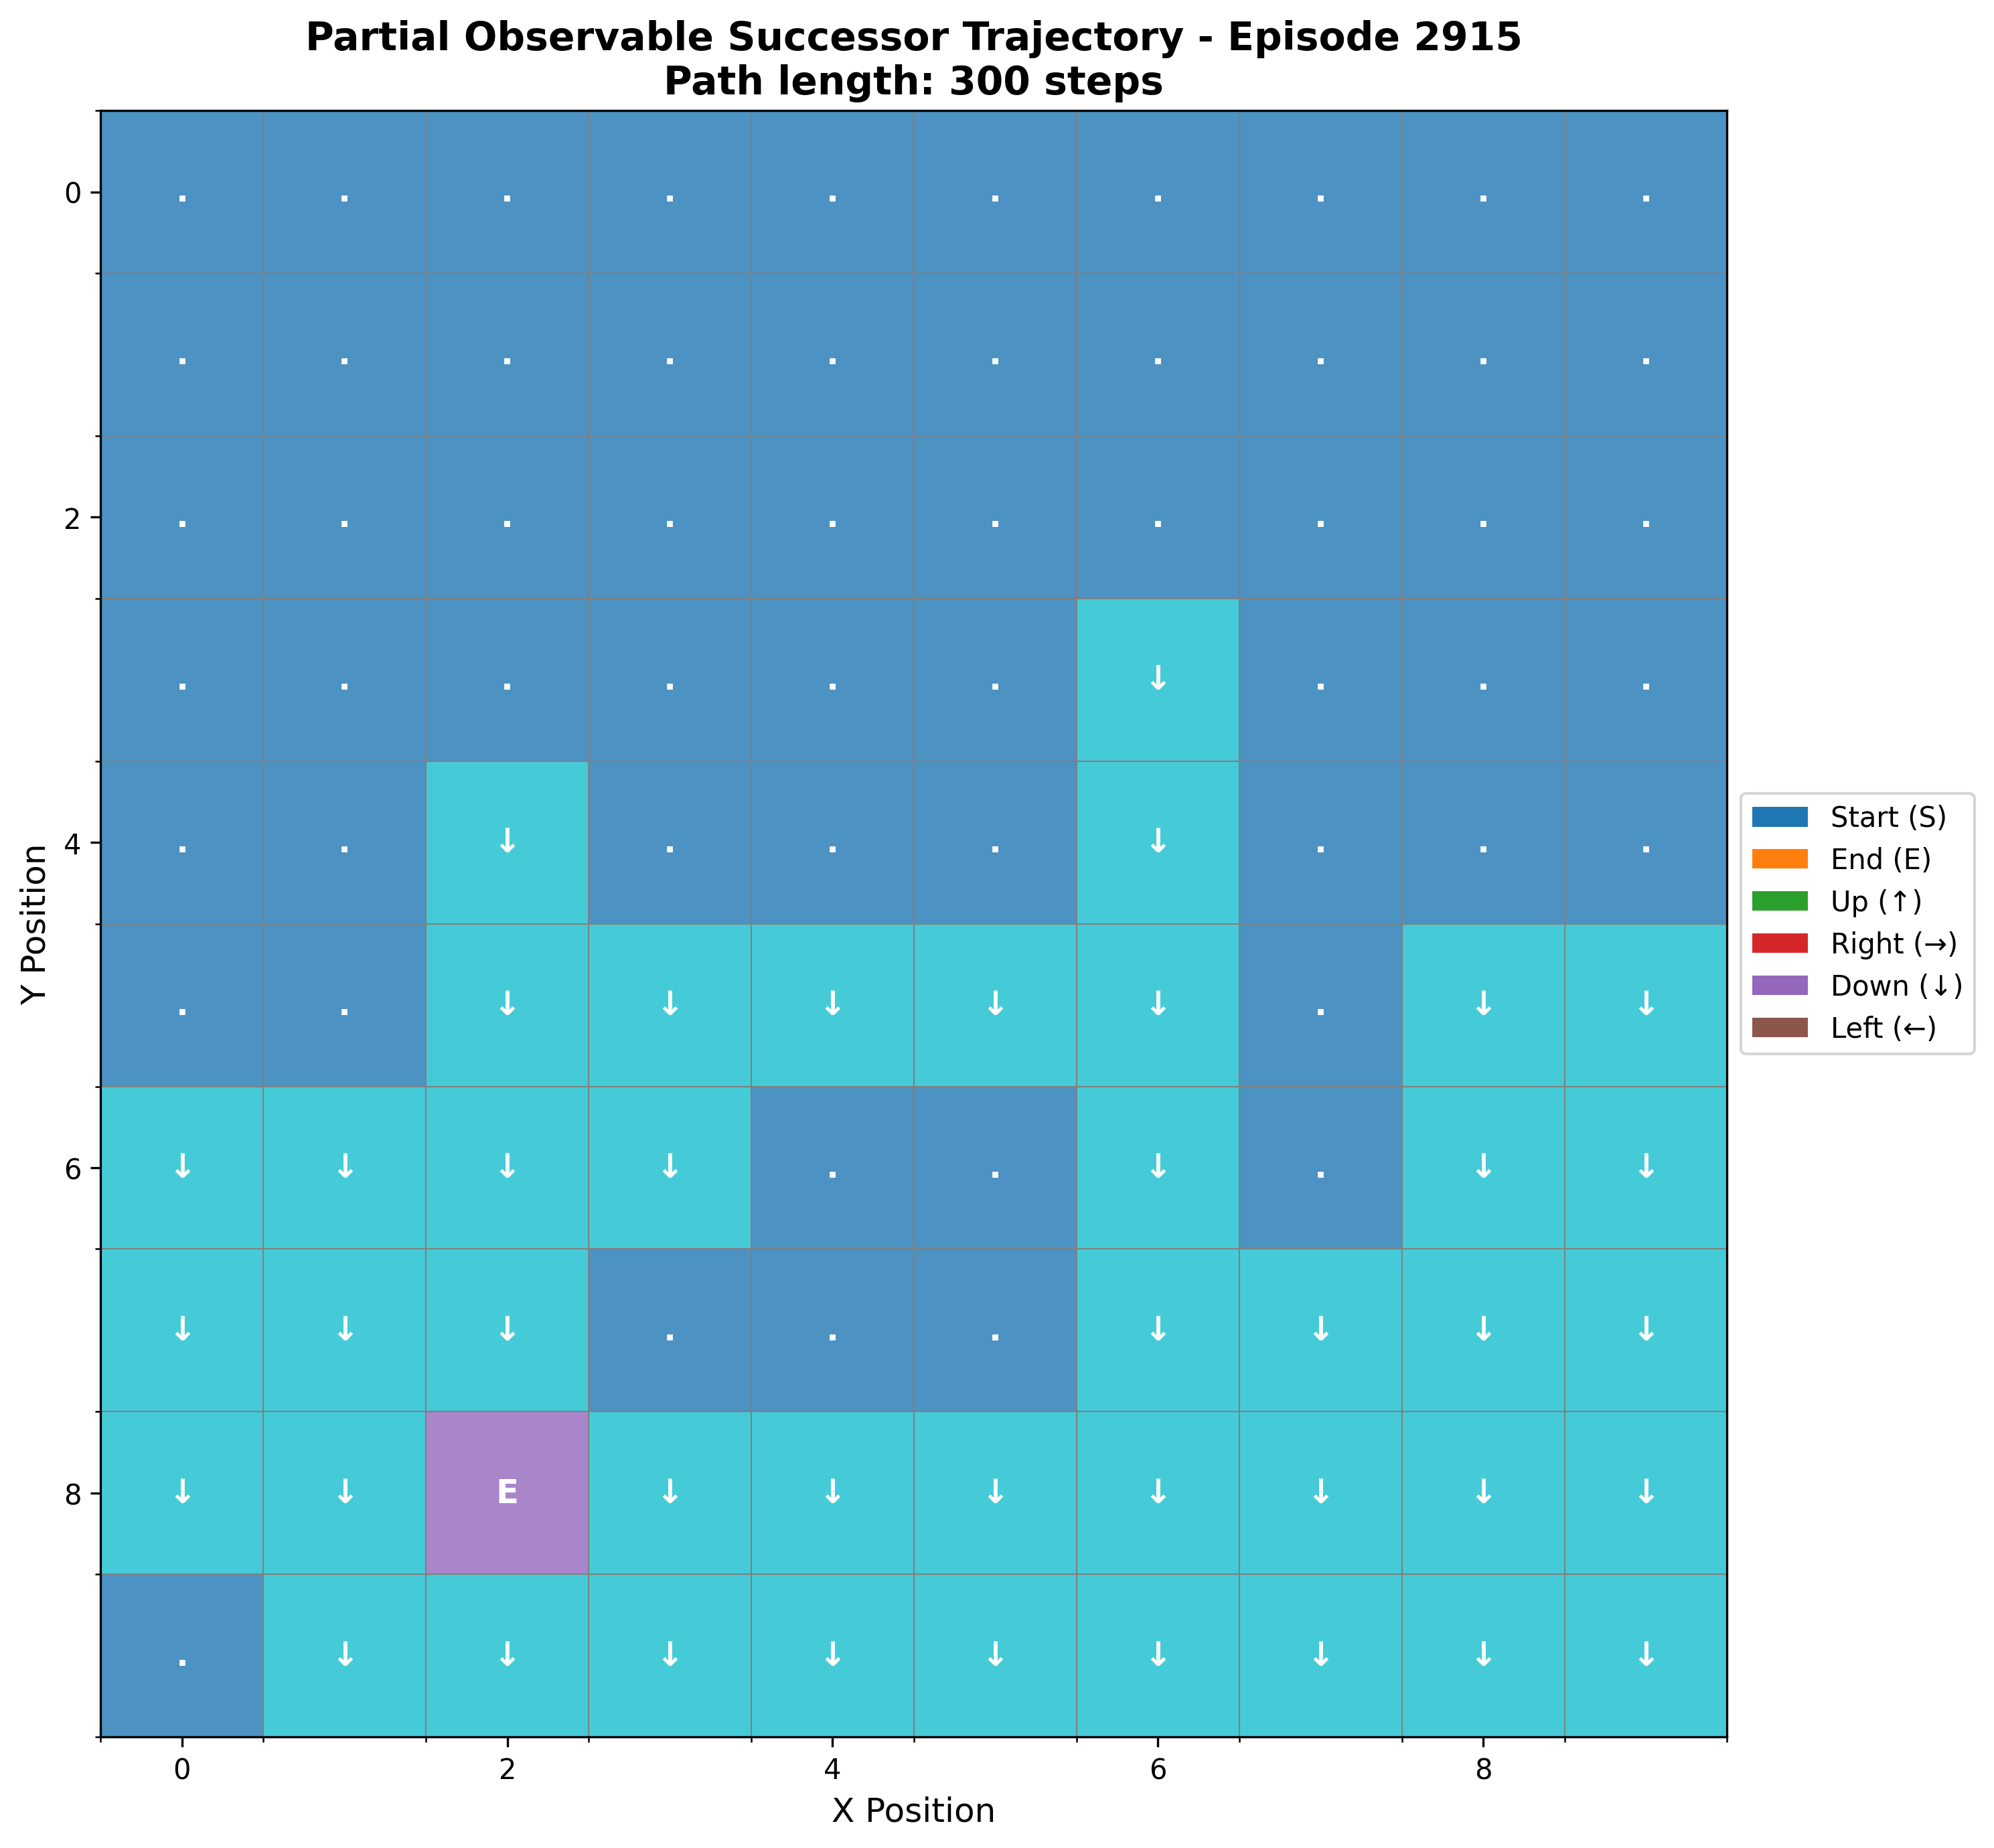 Partial Observable Successor Trajectory - Episode 2915
Path length: 300 steps
0 . . . . . . . . . .
. . . . . . . . . .
2 . . . . . . . . . .
. . . . . . ↓ . . .
4 . . ↓ . . . ↓ . . .
. . ↓ ↓ ↓ ↓ ↓ . ↓ ↓
6 ↓ ↓ ↓ ↓ . . ↓ . ↓ ↓
↓ ↓ ↓ . . . ↓ ↓ ↓ ↓
8 ↓ ↓ E ↓ ↓ ↓ ↓ ↓ ↓ ↓
. ↓ ↓ ↓ ↓ ↓ ↓ ↓ ↓ ↓
0 2 4 6 8
X Position
Y Position
Start (S)
End (E)
Up (↑)
Right (→)
Down (↓)
Left (←)